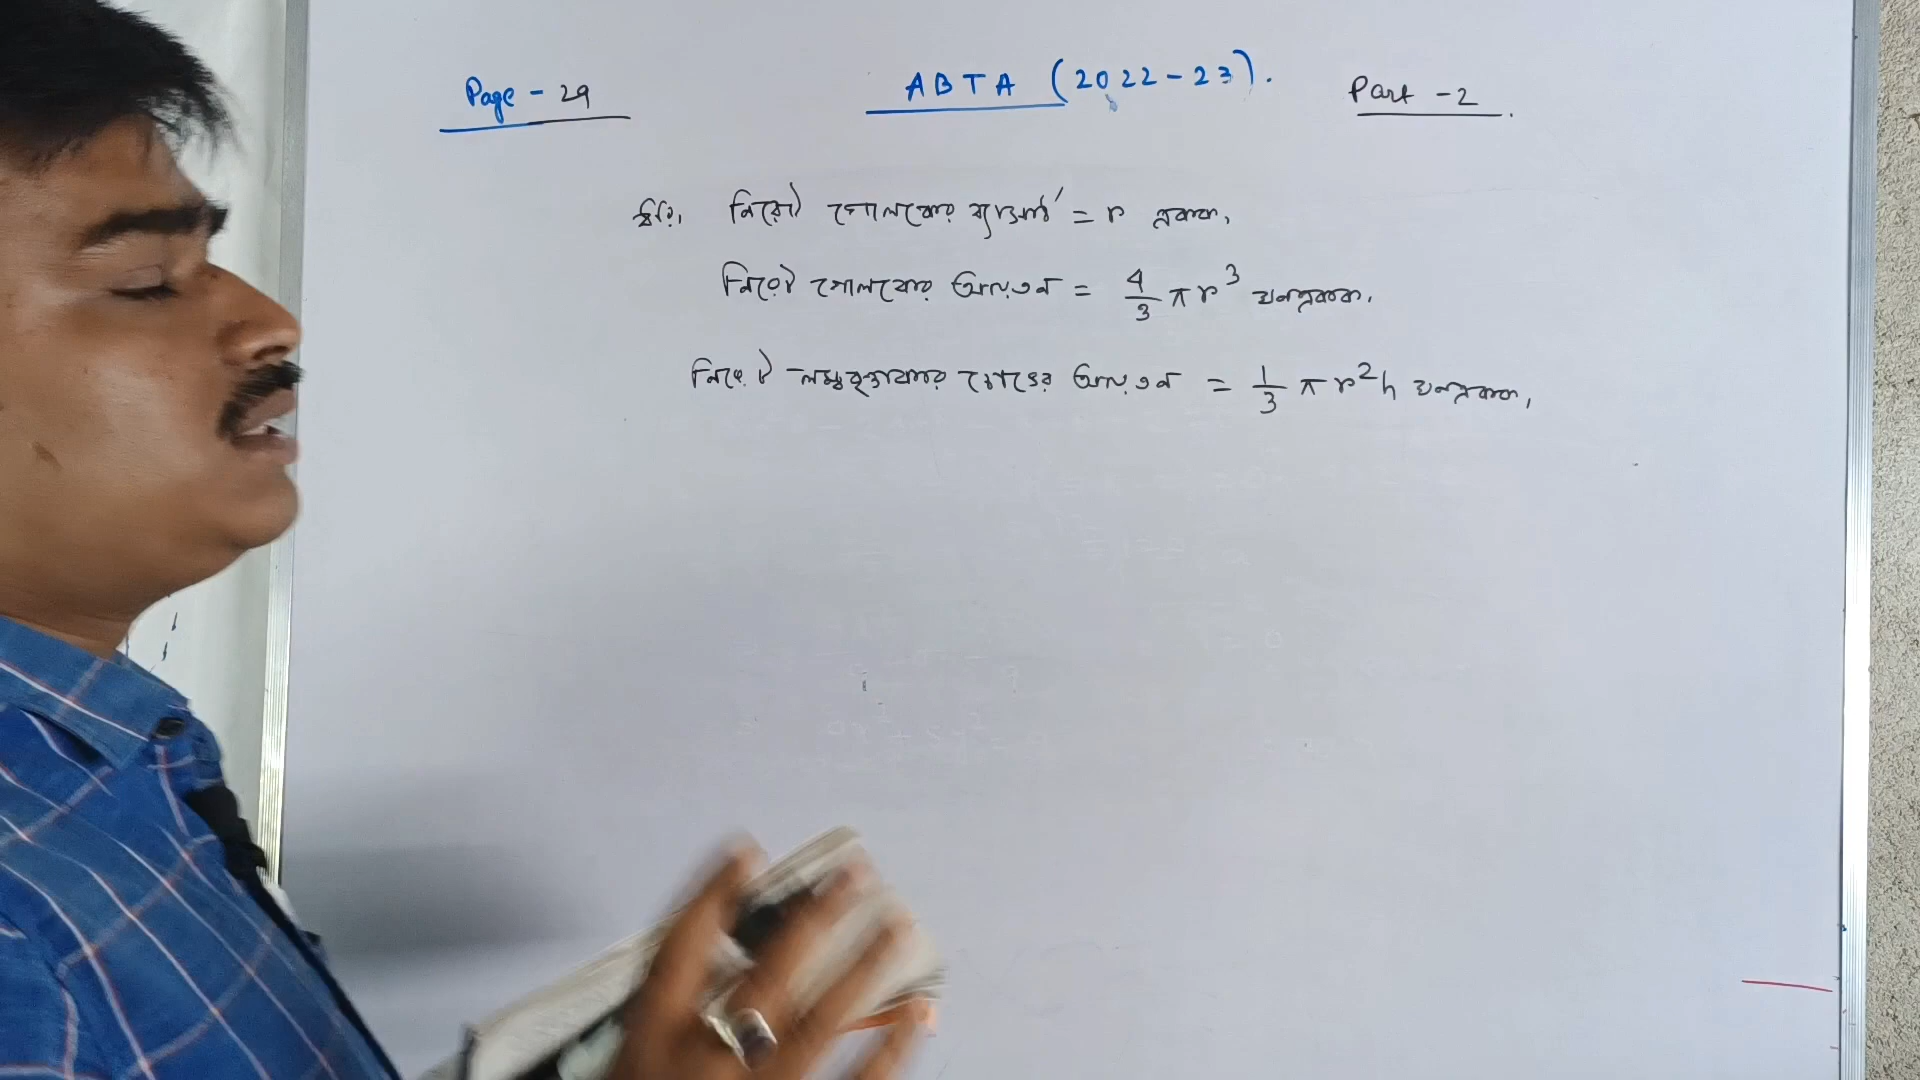 Page - 29
ABTA (2022-23).
Part - 2
ধরি, নিরেট গোলকের ব্যাসার্ধ = r একক,
নিরেট গোলকের আয়তন = 4/3 π r³ ঘনএকক,
নিরেট লম্ববৃত্তাকার শঙ্কুর আয়তন = 1/3 π r²h ঘনএকক,